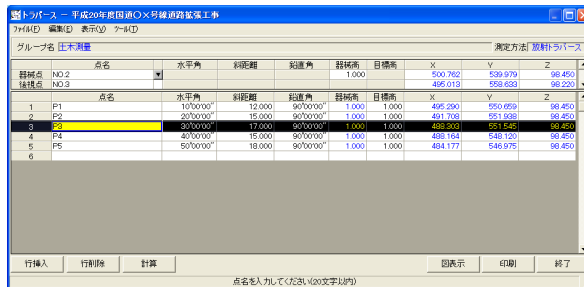 トラバース － 平成20年度国道〇×号線道路拡張工事
ファイル(F) 編集(E) 表示(V) ツール(T)
グループ名 土木測量 測定方法 放射トラバース
点名 水平角 斜距離 鉛直角 器械高 目標高 X Y Z
器械点 NO.2 1.000 500.762 539.979 98.450
後視点 NO.3 495.013 558.633 98.220
点名 水平角 斜距離 鉛直角 器械高 目標高 X Y Z
1 P1 10°00'00" 12.000 90°00'00" 1.000 1.000 495.290 550.659 98.450
2 P2 20°00'00" 15.000 90°00'00" 1.000 1.000 491.708 551.938 98.450
3 P3 30°00'00" 17.000 90°00'00" 1.000 1.000 488.303 551.545 98.450
4 P4 40°00'00" 15.000 90°00'00" 1.000 1.000 488.164 548.120 98.450
5 P5 50°00'00" 18.000 90°00'00" 1.000 1.000 484.177 546.975 98.450
6
行挿入 行削除 計算 図表示 印刷 終了
点名を入力してください(20文字以内)